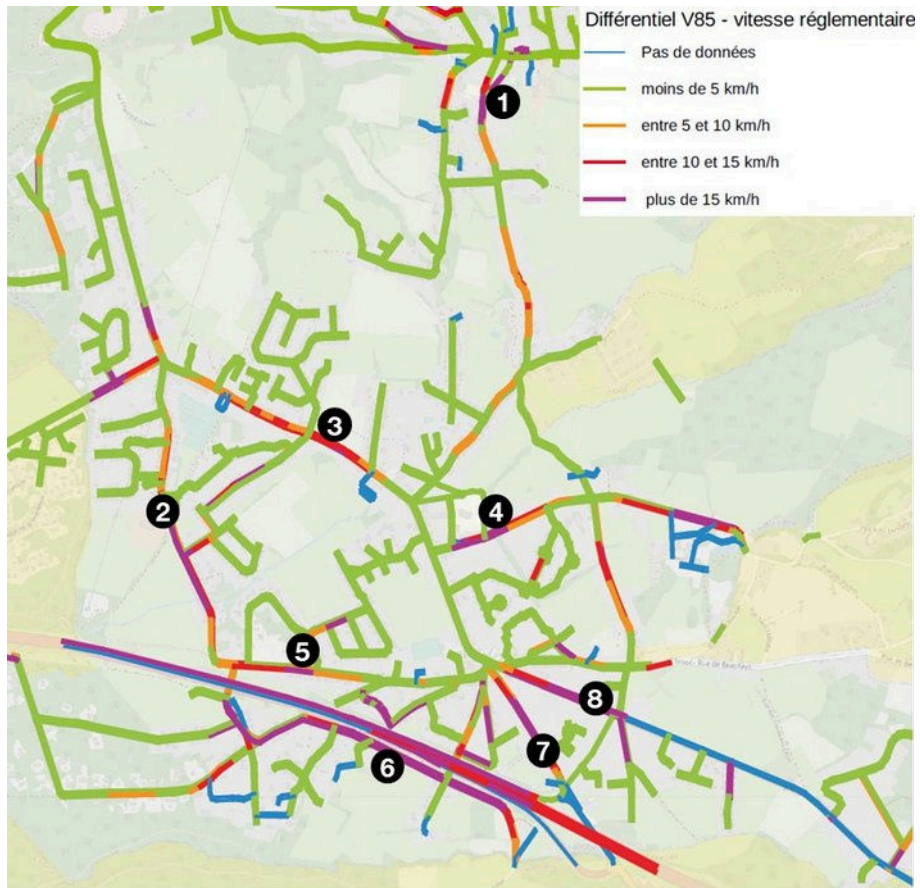 Différentiel V85 - vitesse réglementaire
Pas de données
moins de 5 km/h
entre 5 et 10 km/h
entre 10 et 15 km/h
plus de 15 km/h
1
3
2
4
5
8
7
6